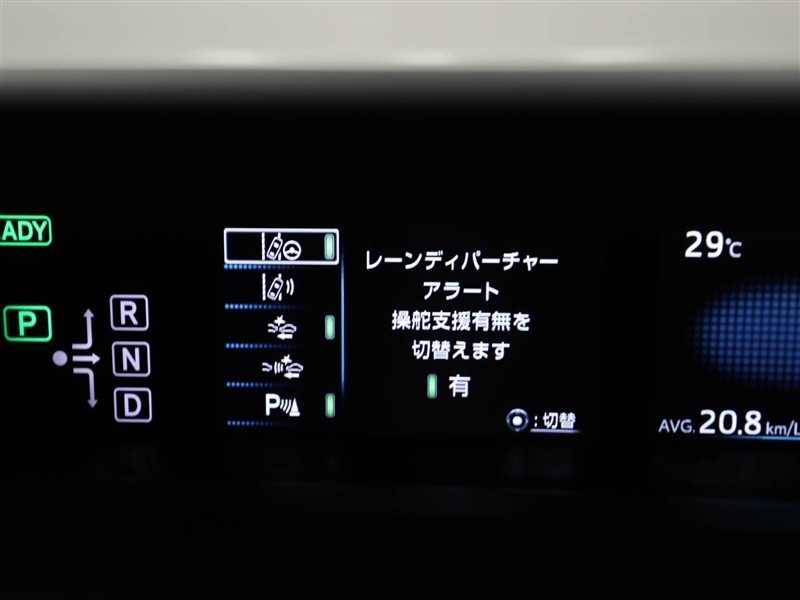 ADY
P
R
N
D
P
レーンディパーチャー
アラート
操舵支援有無を
切替えます
有
:切替
29℃
AVG. 20.8 km/L